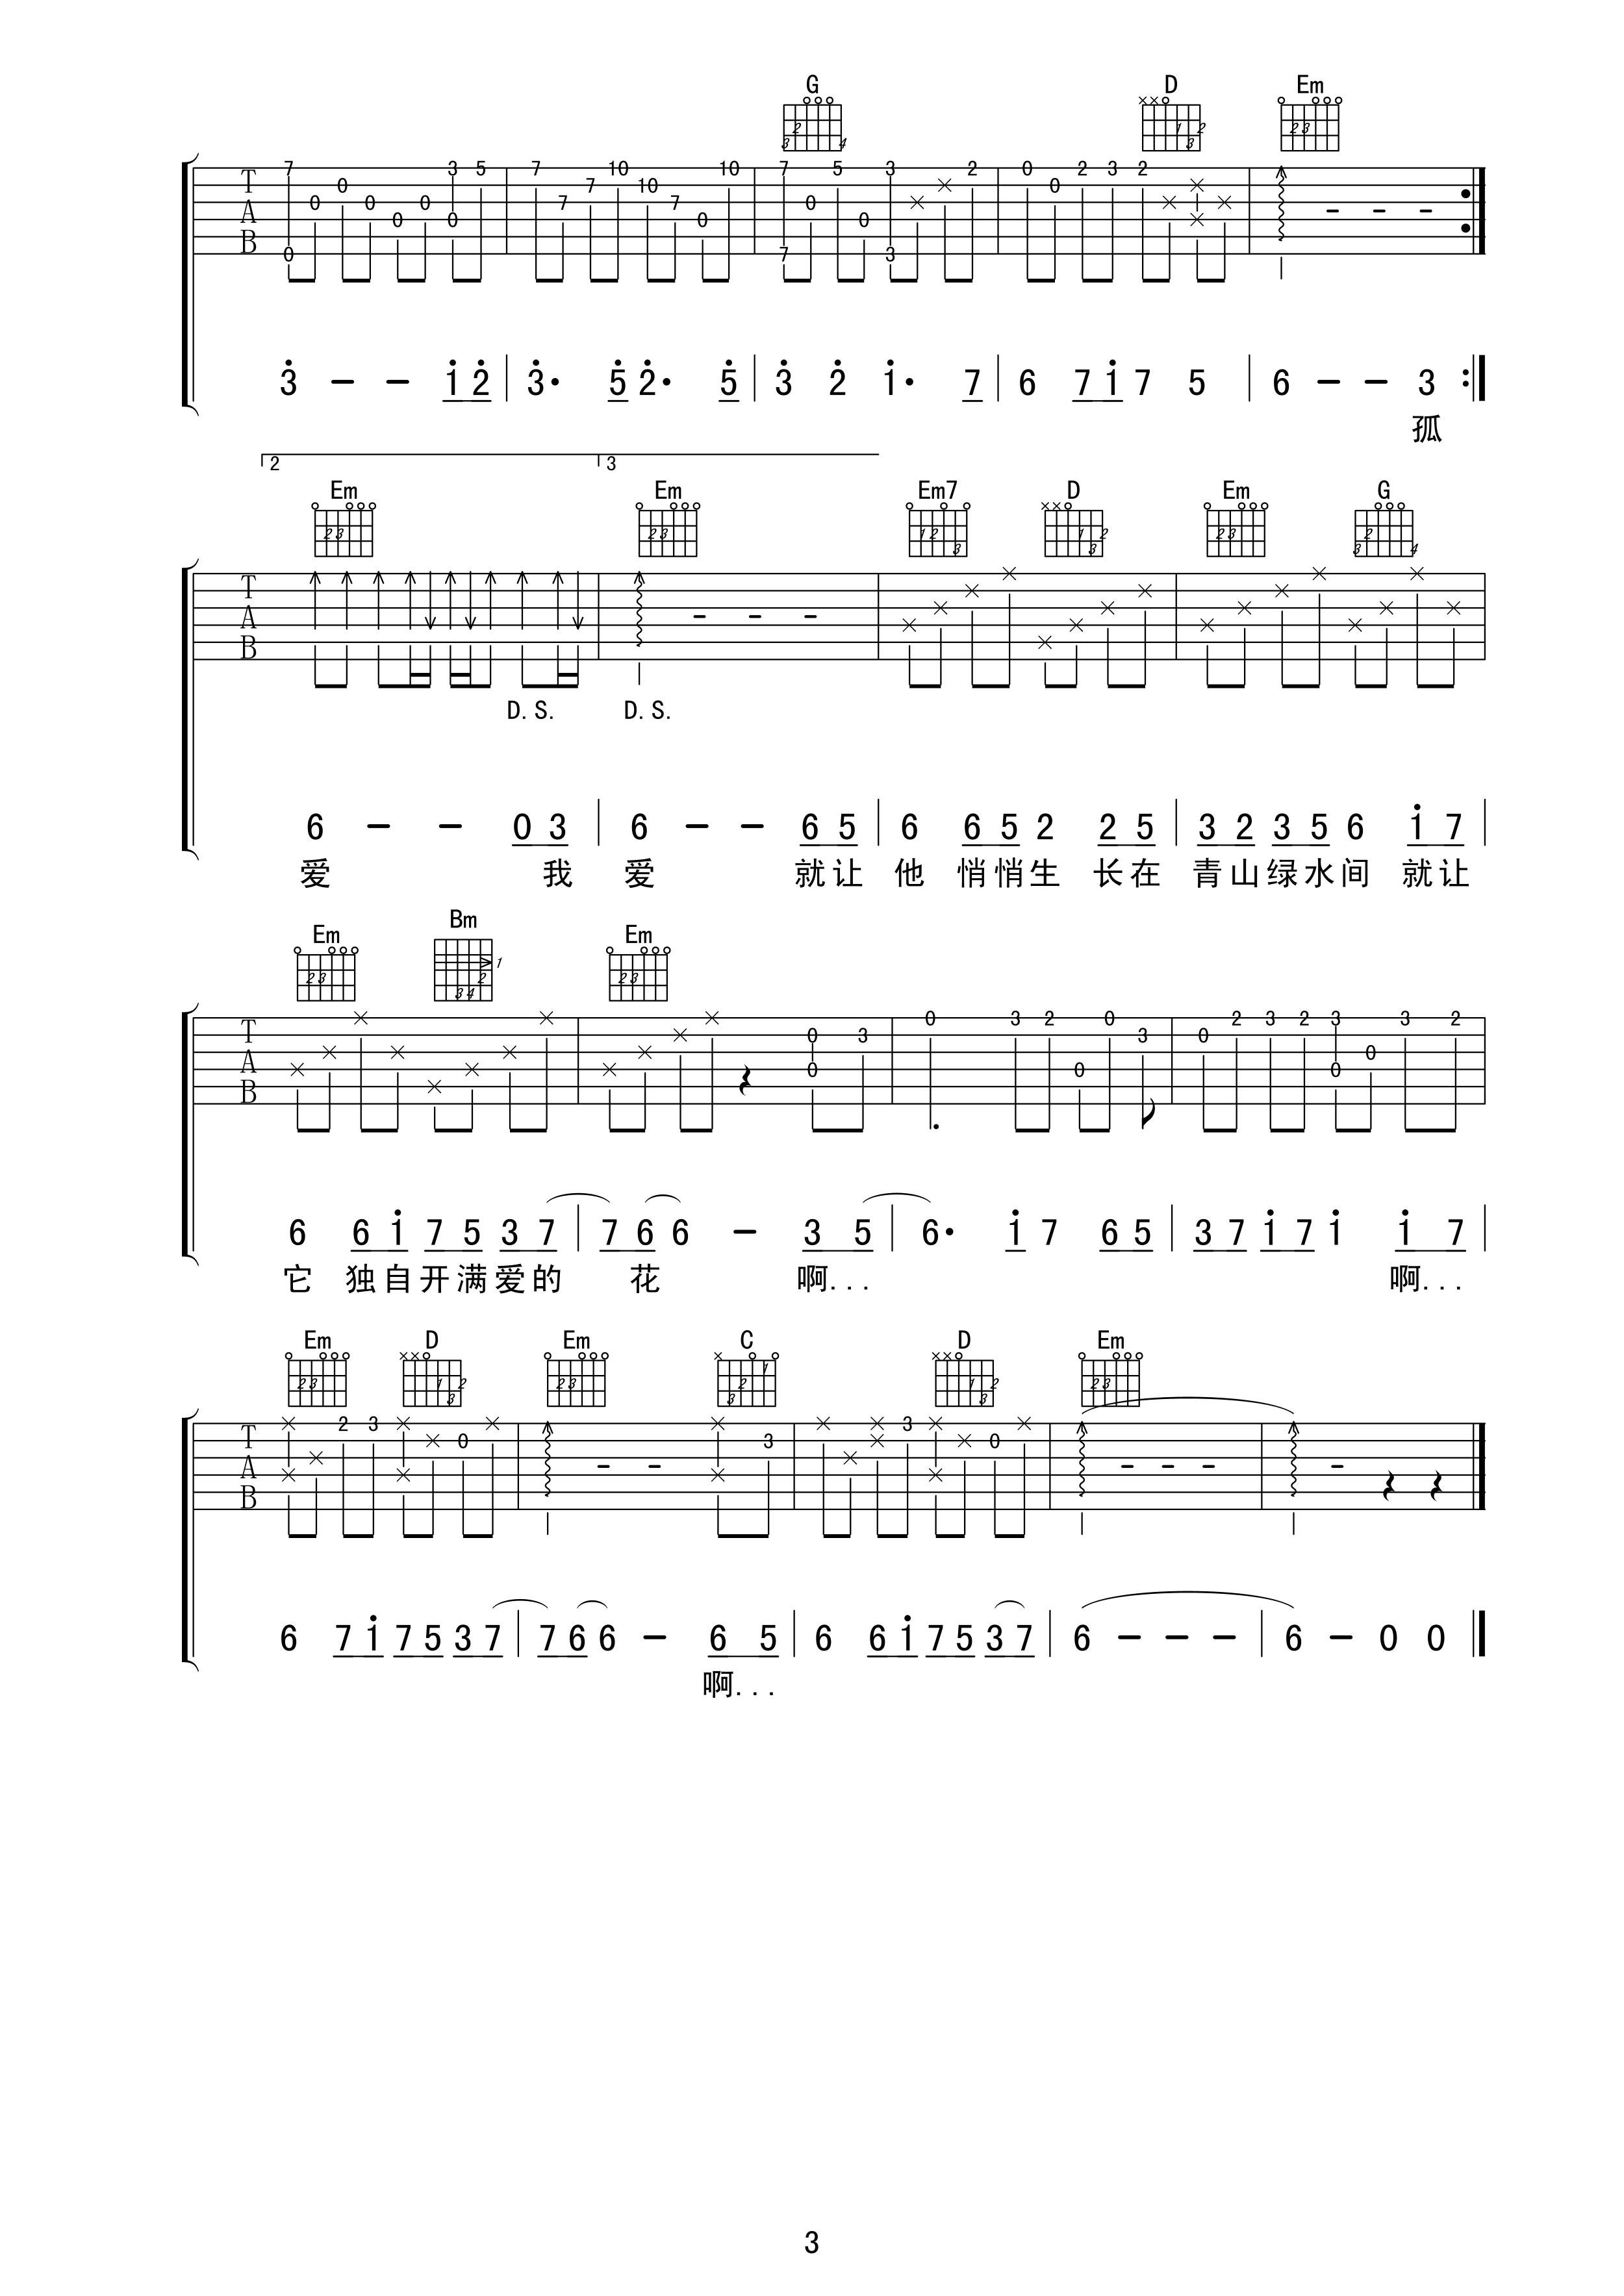 G D Em
T 7 0 0 0 0 0 3 0 5 7 7 7 10 10 7 0 10 7 0 5 0 3 2 0 0 2 3 2
A
B 0 7 3
3 - - 1 2 3· 5 2· 5 3 2 1· 7 6 7 1 7 5 6 - - 3
孤
2 3
Em Em Em7 D Em G
T
A
B
D.S. D.S.
6 - - 0 3 6 - - 6 5 6 6 5 2 2 5 3 2 3 5 6 1 7
爱 我 爱 就让 他 悄悄生 长在 青山绿水间 就让
Em Bm Em
T 0 0 3 0 3 2 0 0 3 0 2 3 2 3 0 0 3 2
A
B
6 6 1 7 5 3 7 7 6 6 - 3 5 6· 1 7 6 5 3 7 1 7 1 1 7
它 独自开满爱的 花 啊... 啊...
Em D Em C D Em
T 2 3 0 3 3 0
A
B
6 7 1 7 5 3 7 7 6 6 - 6 5 6 6 1 7 5 3 7 6 - - - 6 - 0 0
啊...
3